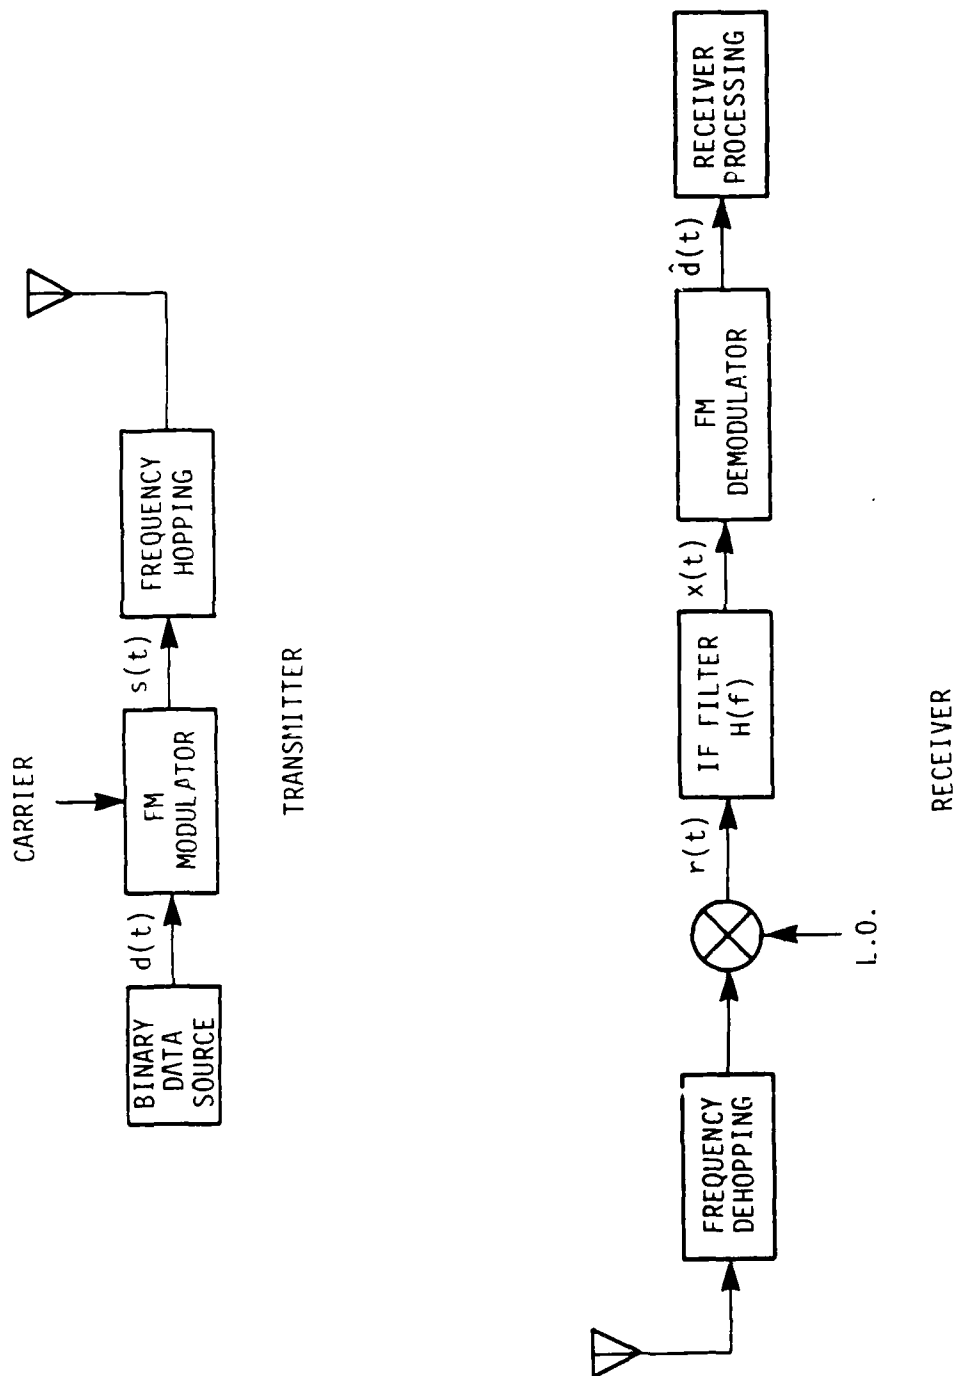 CARRIER
BINARY
DATA
SOURCE
d(t)
FM
MODULATOR
s(t)
FREQUENCY
HOPPING
TRANSMITTER
FREQUENCY
DEHOPPING
L.O.
r(t)
IF FILTER
H(f)
x(t)
FM
DEMODULATOR
d̂(t)
RECEIVER
PROCESSING
RECEIVER